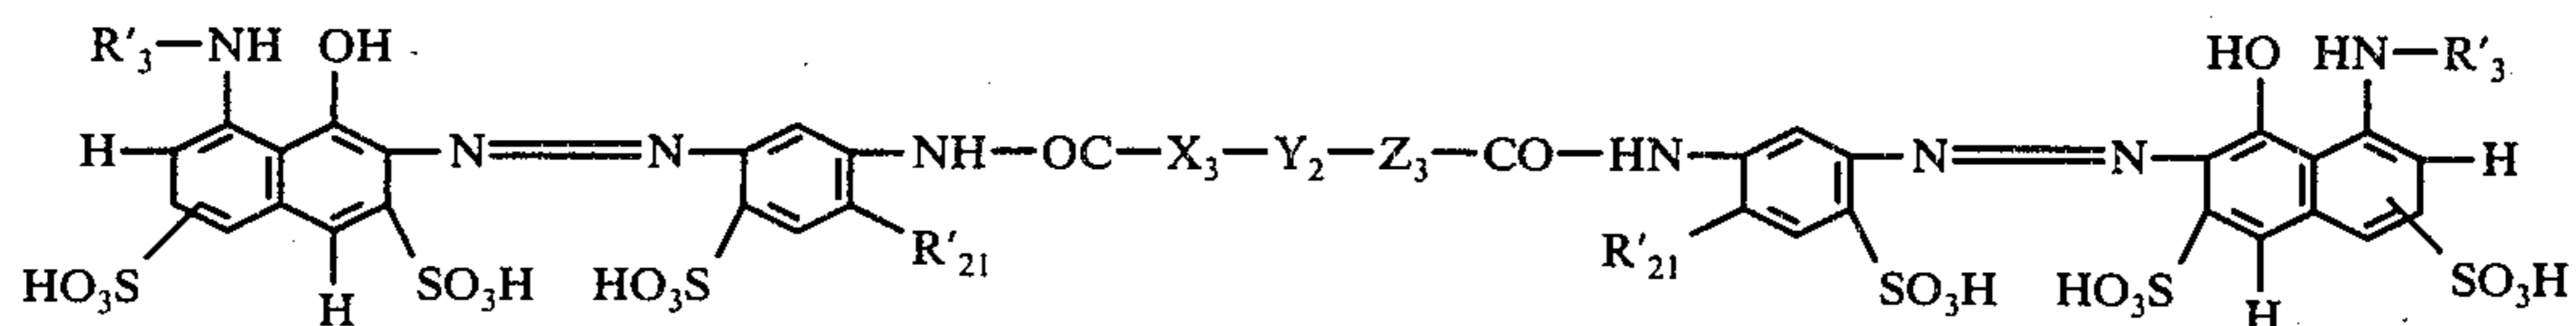 R'₃—NH OH HO HN—R'₃
H N N NH—OC—X₃—Y₂—Z₃—CO—HN N N H
R'₂₁ R'₂₁
HO₃S SO₃H HO₃S SO₃H HO₃S SO₃H
H H